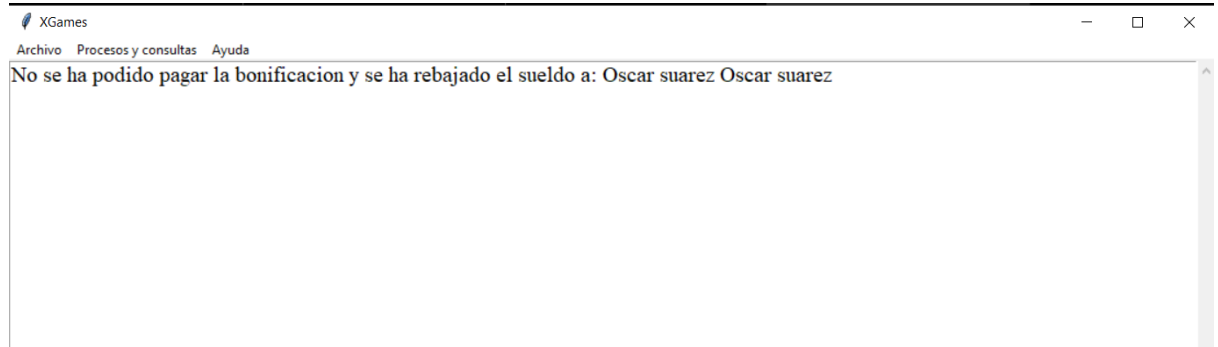 XGames
Archivo Procesos y consultas Ayuda
No se ha podido pagar la bonificacion y se ha rebajado el sueldo a: Oscar suarez Oscar suarez